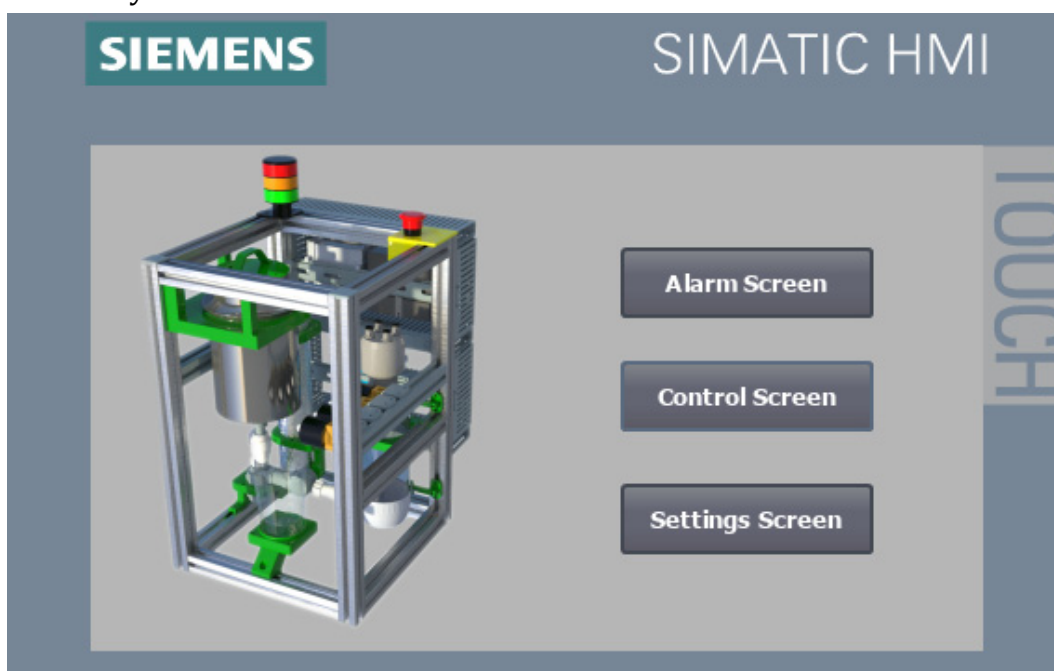 SIEMENS
SIMATIC HMI
TOUCH
Alarm Screen
Control Screen
Settings Screen